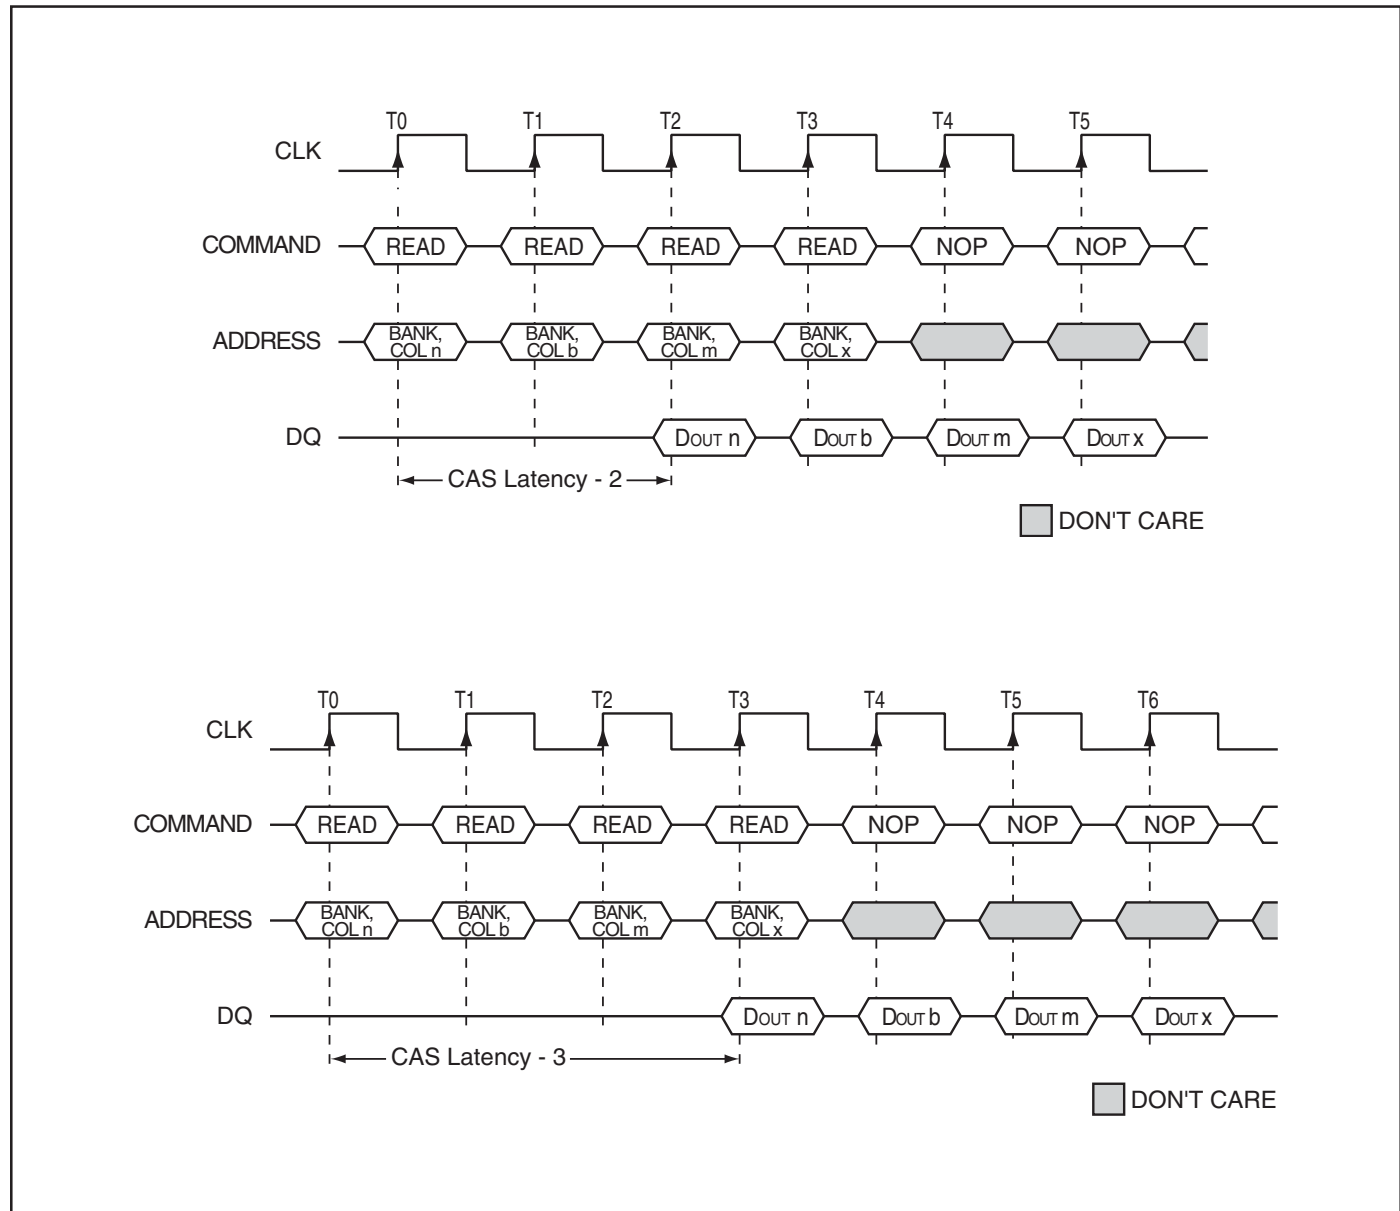 T0 T1 T2 T3 T4 T5
CLK
COMMAND READ READ READ READ NOP NOP
ADDRESS BANK, COL n BANK, COL b BANK, COL m BANK, COL x
DQ DOUT n DOUT b DOUT m DOUT x
CAS Latency - 2
DON'T CARE
T0 T1 T2 T3 T4 T5 T6
CLK
COMMAND READ READ READ READ NOP NOP NOP
ADDRESS BANK, COL n BANK, COL b BANK, COL m BANK, COL x
DQ DOUT n DOUT b DOUT m DOUT x
CAS Latency - 3
DON'T CARE